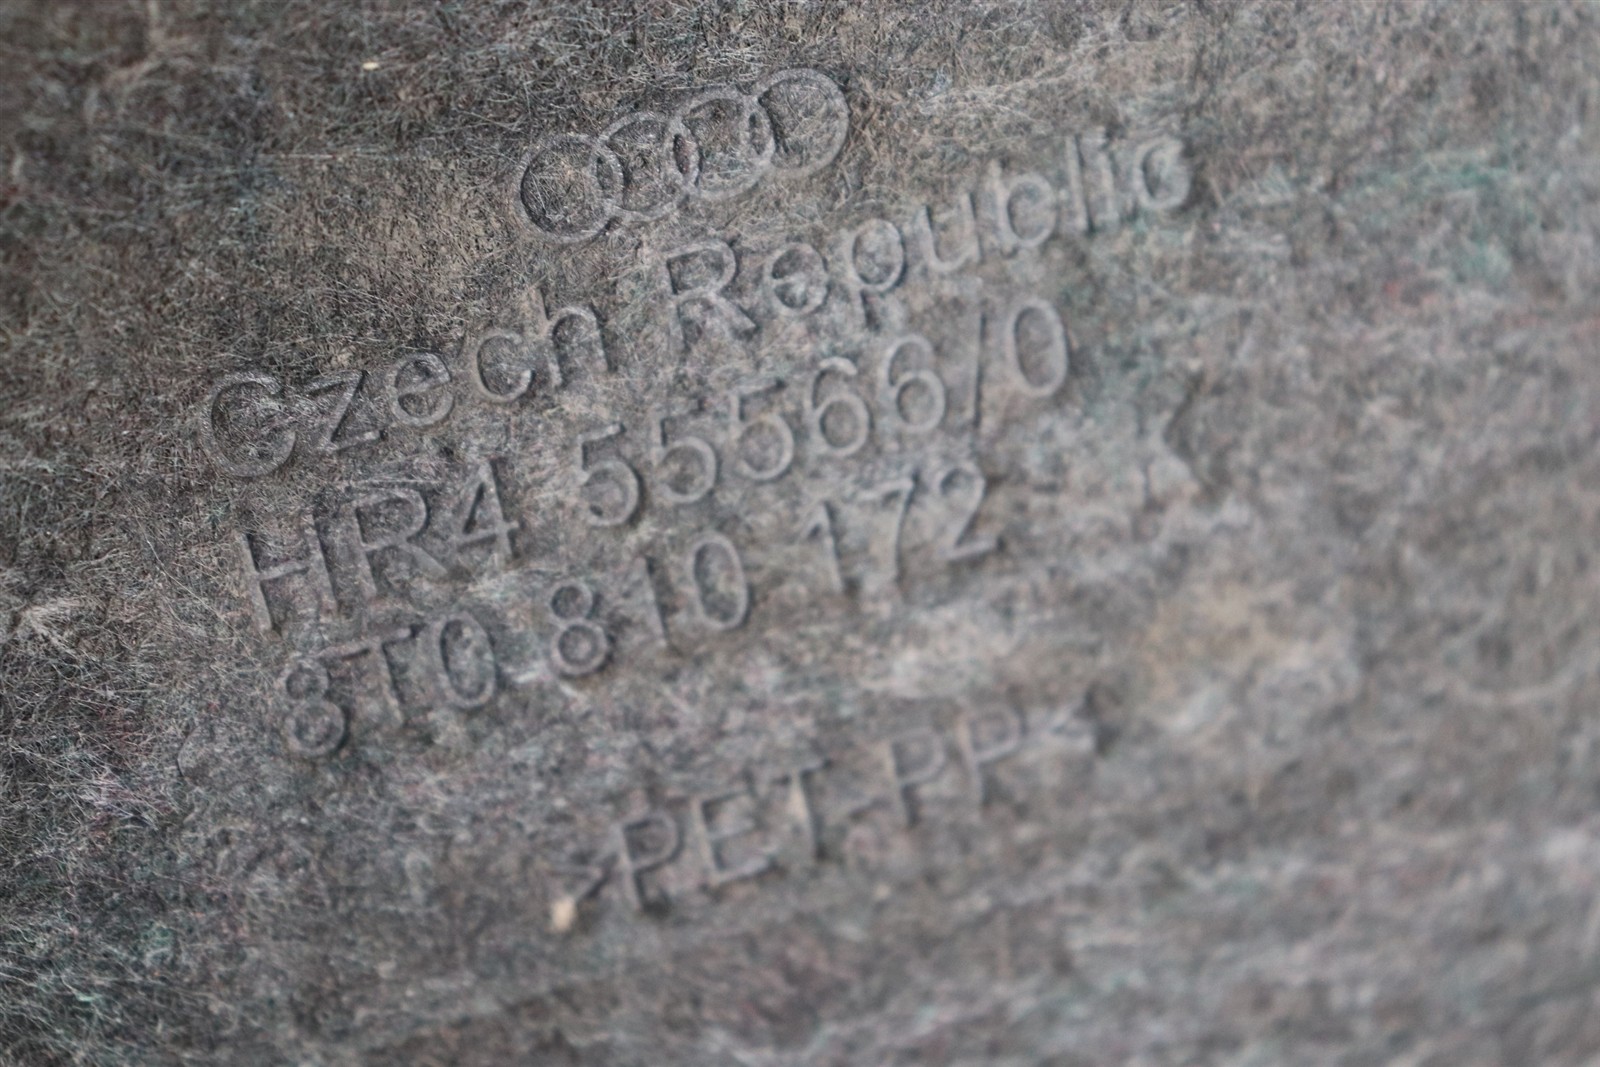 Czech Republic
HR4 55566/0
8T0 810 172
>PET-PP<